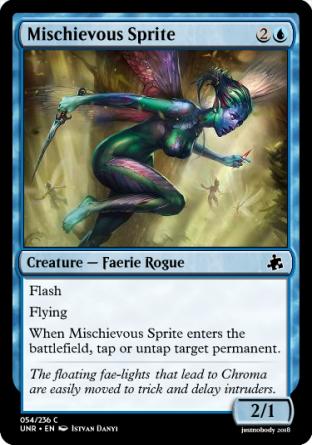 Mischievous Sprite 2
Creature — Faerie Rogue
Flash
Flying
When Mischievous Sprite enters the
battlefield, tap or untap target permanent.
The floating fae-lights that lead to Chroma
are easily moved to trick and delay intruders.
2/1
054/236 C
UNR • EN Istvan Danyi
justnobody 2018